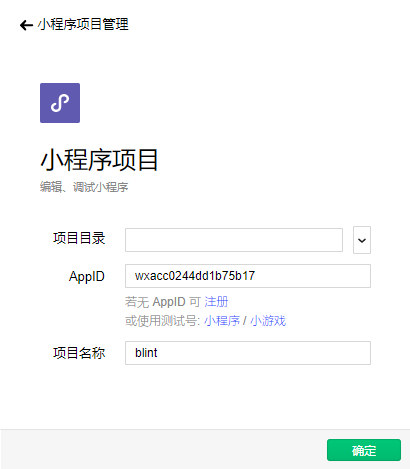 小程序项目管理
小程序项目
编辑、调试小程序
项目目录
AppID wxacc0244dd1b75b17
若无 AppID 可 注册
或使用测试号: 小程序 / 小游戏
项目名称 blint
确定